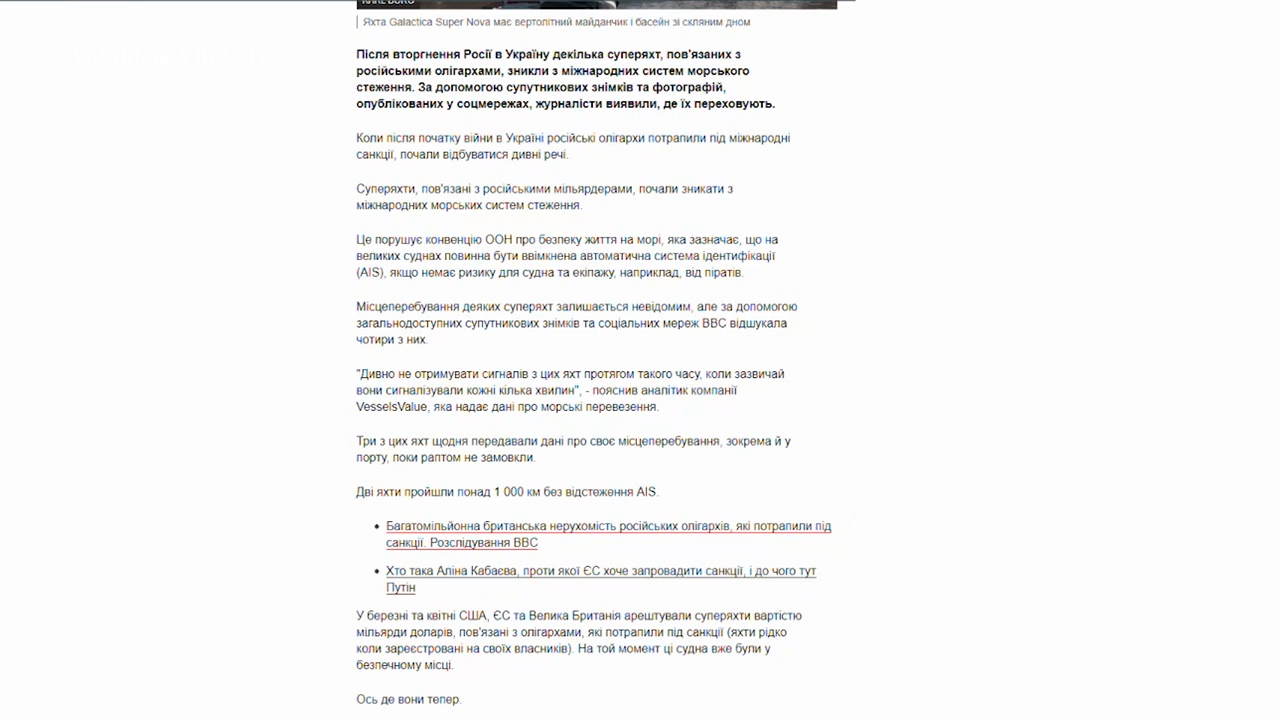 Яхта Galactica Super Nova має вертолітний майданчик і басейн зі скляним дном
Після вторгнення Росії в Україну декілька суперяхт, пов'язаних з
російськими олігархами, зникли з міжнародних систем морського
стеження. За допомогою супутникових знімків та фотографій,
опублікованих у соцмережах, журналісти виявили, де їх переховують.
Коли після початку війни в Україні російські олігархи потрапили під міжнародні
санкції, почали відбуватися дивні речі.
Суперяхти, пов'язані з російськими мільярдерами, почали зникати з
міжнародних морських систем стеження.
Це порушує конвенцію ООН про безпеку життя на морі, яка зазначає, що на
великих суднах повинна бути ввімкнена автоматична система ідентифікації
(AIS), якщо немає ризику для судна та екіпажу, наприклад, від піратів.
Місцеперебування деяких суперяхт залишається невідомим, але за допомогою
загальнодоступних супутникових знімків та соціальних мереж BBC відшукала
чотири з них.
"Дивно не отримувати сигналів з цих яхт протягом такого часу, коли зазвичай
вони сигналізували кожні кілька хвилин", - пояснив аналітик компанії
VesselsValue, яка надає дані про морські перевезення.
Три з цих яхт щодня передавали дані про своє місцеперебування, зокрема й у
порту, поки раптом не замовкли.
Дві яхти пройшли понад 1 000 км без відстеження AIS.
• Багатомільйонна британська нерухомість російських олігархів, які потрапили під
санкції. Розслідування BBC
• Хто така Аліна Кабаєва, проти якої ЄС хоче запровадити санкції, і до чого тут
Путін
У березні та квітні США, ЄС та Велика Британія арештували суперяхти вартістю
мільярди доларів, пов'язані з олігархами, які потрапили під санкції (яхти рідко
коли зареєстровані на своїх власників). На той момент ці судна вже були у
безпечному місці.
Ось де вони тепер.